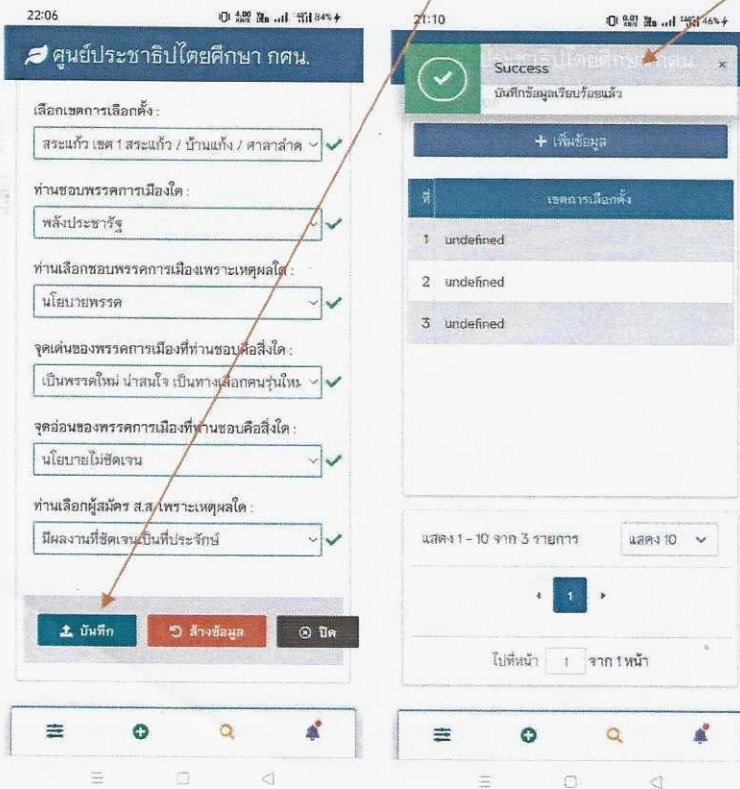 22:06
4.00 KB/S
84%
ศูนย์ประชาธิปไตยศึกษา กศน.
เลือกเขตการเลือกตั้ง :
สระแก้ว เขต 1 สระแก้ว / บ้านแก้ง / ศาลาลำด
ท่านชอบพรรคการเมืองใด :
พลังประชารัฐ
ท่านเลือกชอบพรรคการเมืองเพราะเหตุผลใด :
นโยบายพรรค
จุดเด่นของพรรคการเมืองที่ท่านชอบคือสิ่งใด :
เป็นพรรคใหม่ น่าสนใจ เป็นทางเลือกคนรุ่นใหม
จุดอ่อนของพรรคการเมืองที่ท่านชอบคือสิ่งใด :
นโยบายไม่ชัดเจน
ท่านเลือกผู้สมัคร ส.ส เพราะเหตุผลใด :
มีผลงานที่ชัดเจนเป็นที่ประจักษ์
บันทึก
ล้างข้อมูล
ปิด
21:10
0.01 KB/S
46%
Success
×
บันทึกข้อมูลเรียบร้อยแล้ว
+ เพิ่มข้อมูล
ที่ เขตการเลือกตั้ง
1 undefined
2 undefined
3 undefined
แสดง 1 - 10 จาก 3 รายการ
แสดง 10
1
ไปที่หน้า 1 จาก 1 หน้า